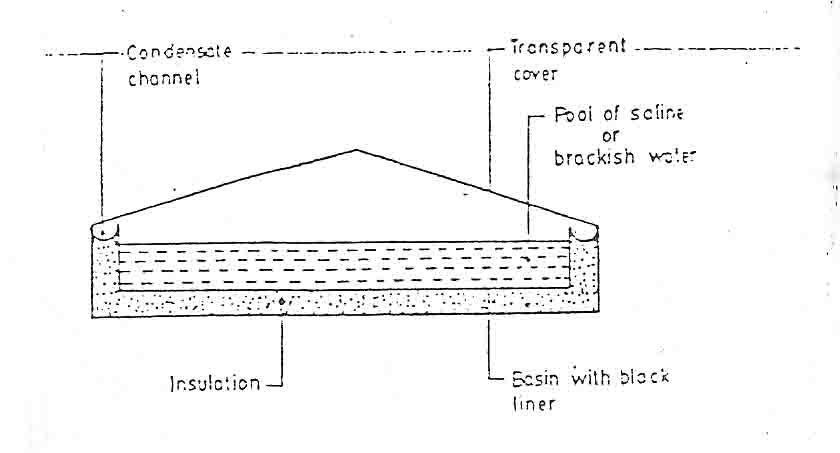 Condensate
channel
Transparent
cover
Pool of saline
or
brackish water
Insulation
Basin with black
liner